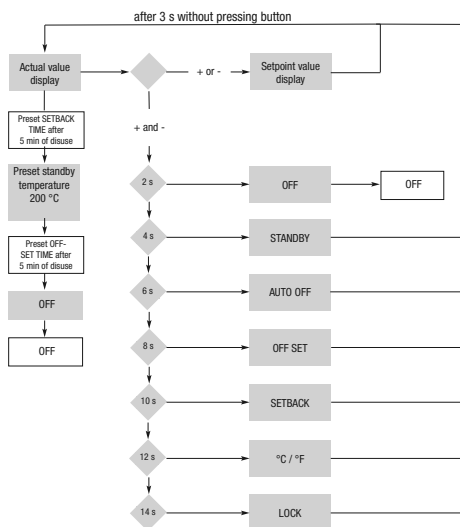 after 3 s without pressing button
Actual value
display
+ or -
Setpoint value
display
Preset SETBACK
TIME after
5 min of disuse
+ and -
Preset standby
temperature
200 °C
2 s
OFF
OFF
4 s
STANDBY
Preset OFF-
SET TIME after
5 min of disuse
6 s
AUTO OFF
OFF
8 s
OFF SET
OFF
10 s
SETBACK
12 s
°C / °F
14 s
LOCK